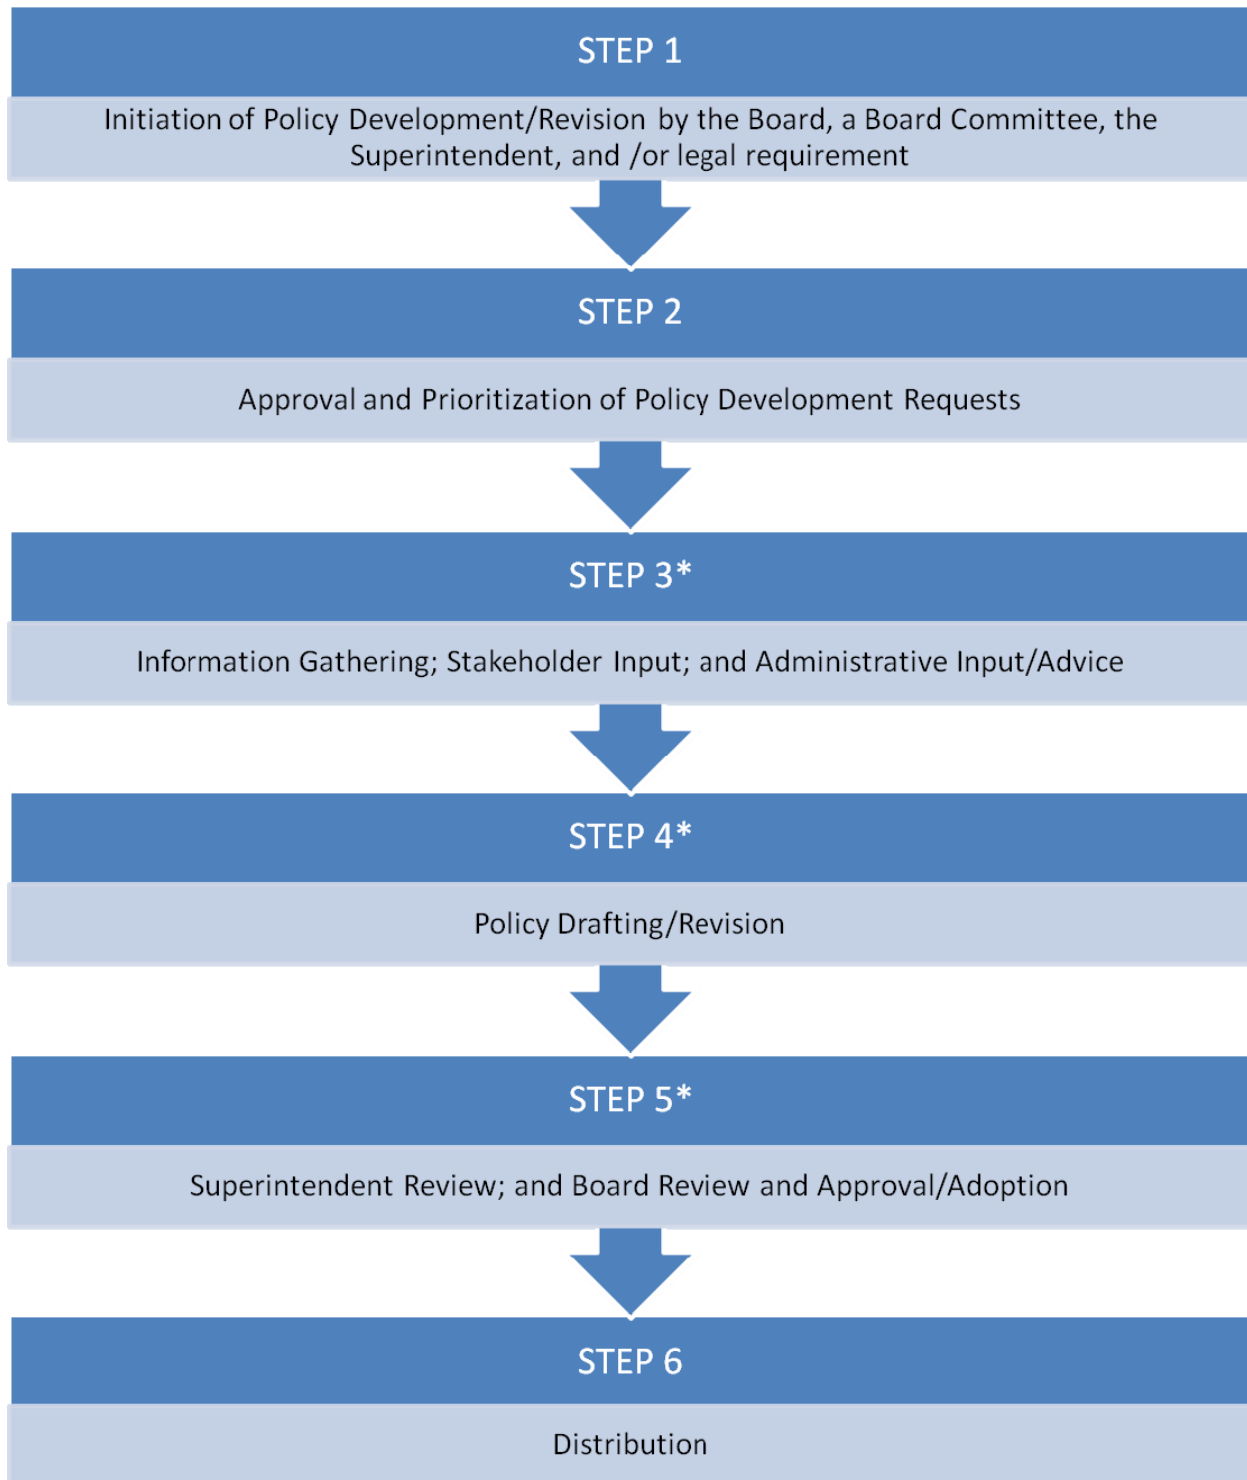 STEP 1
Initiation of Policy Development/Revision by the Board, a Board Committee, the
Superintendent, and /or legal requirement
STEP 2
Approval and Prioritization of Policy Development Requests
STEP 3*
Information Gathering; Stakeholder Input; and Administrative Input/Advice
STEP 4*
Policy Drafting/Revision
STEP 5*
Superintendent Review; and Board Review and Approval/Adoption
STEP 6
Distribution